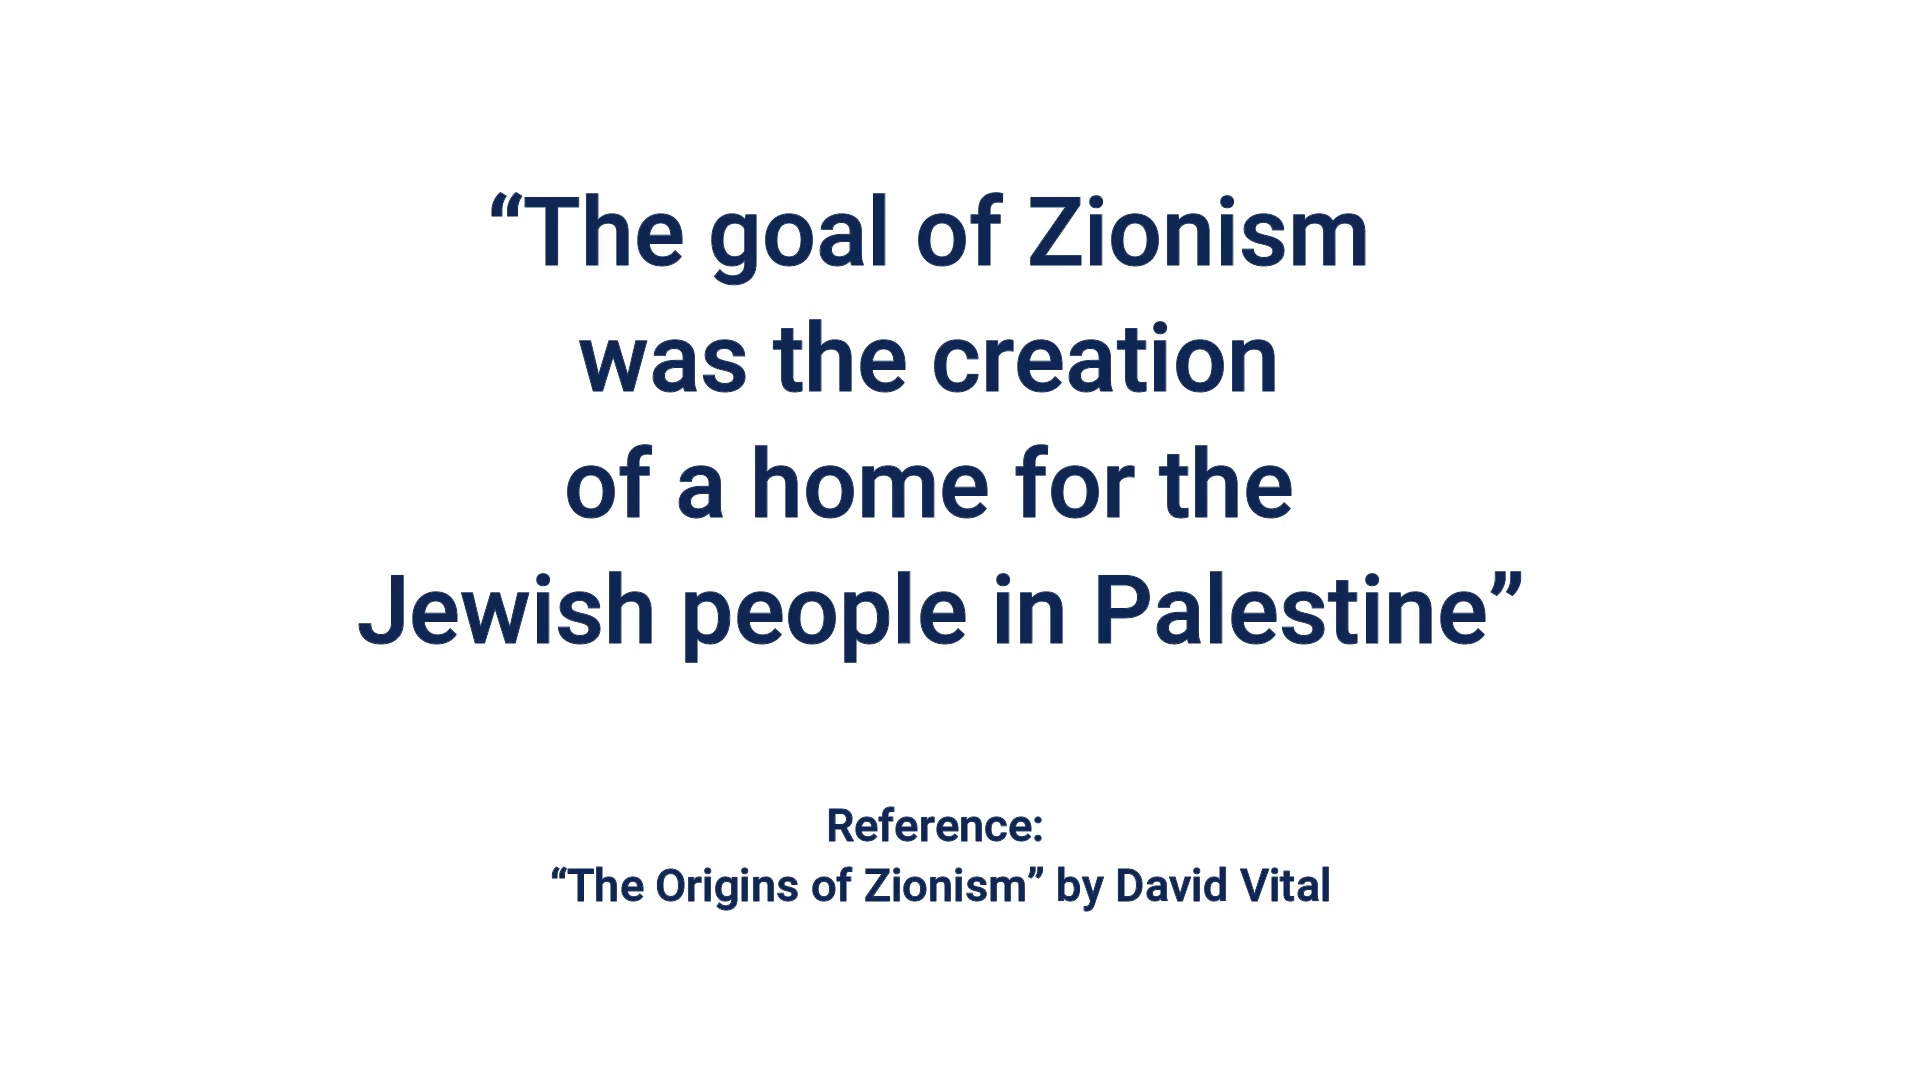 “The goal of Zionism
was the creation
of a home for the
Jewish people in Palestine”
Reference:
“The Origins of Zionism” by David Vital